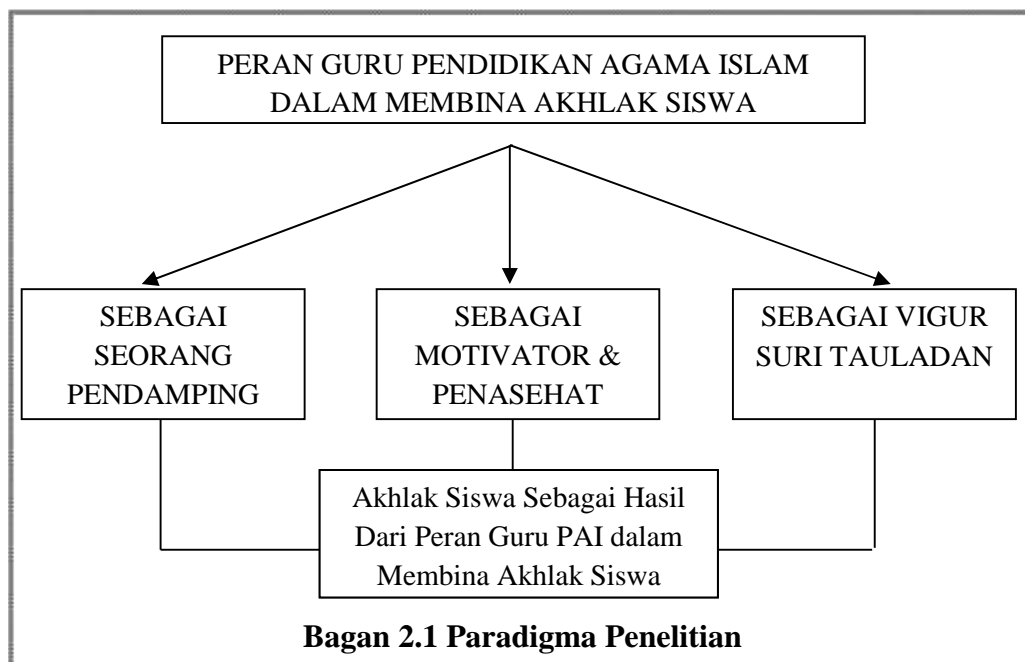 PERAN GURU PENDIDIKAN AGAMA ISLAM
DALAM MEMBINA AKHLAK SISWA
SEBAGAI
SEORANG
PENDAMPING
SEBAGAI
MOTIVATOR &
PENASEHAT
SEBAGAI VIGUR
SURI TAULADAN
Akhlak Siswa Sebagai Hasil
Dari Peran Guru PAI dalam
Membina Akhlak Siswa
Bagan 2.1 Paradigma Penelitian